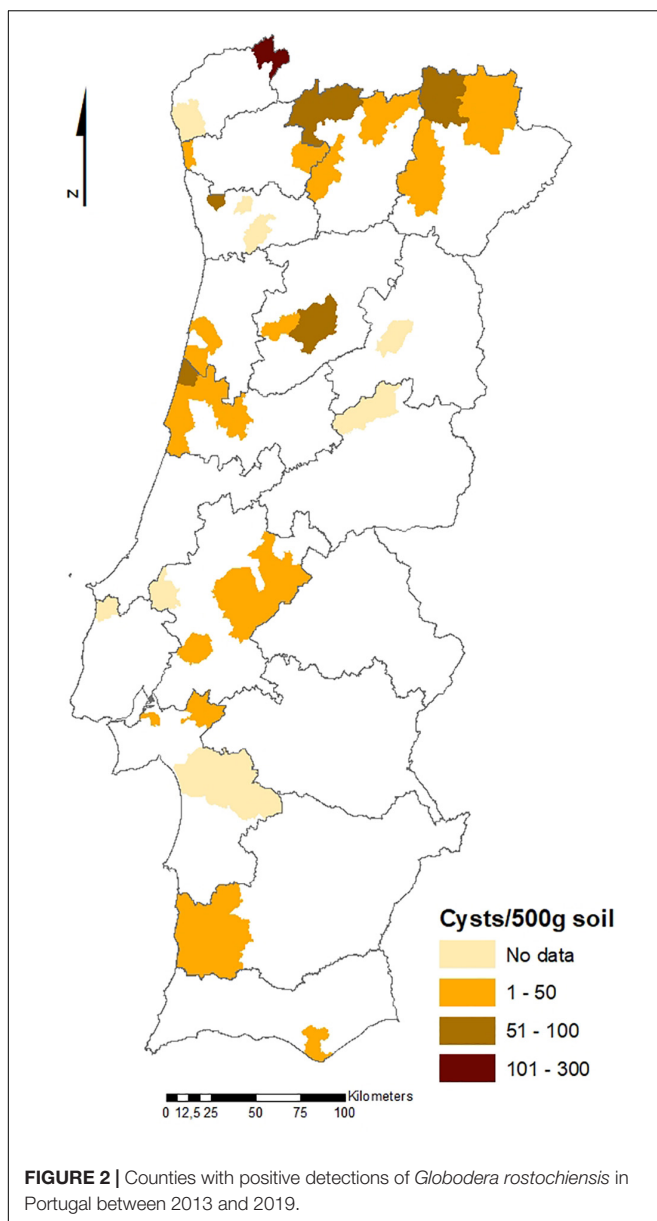 N
Cysts/500g soil
No data
1 - 50
51 - 100
101 - 300
Kilometers
0 12,5 25 50 75 100
FIGURE 2 | Counties with positive detections of Globodera rostochiensis in
Portugal between 2013 and 2019.